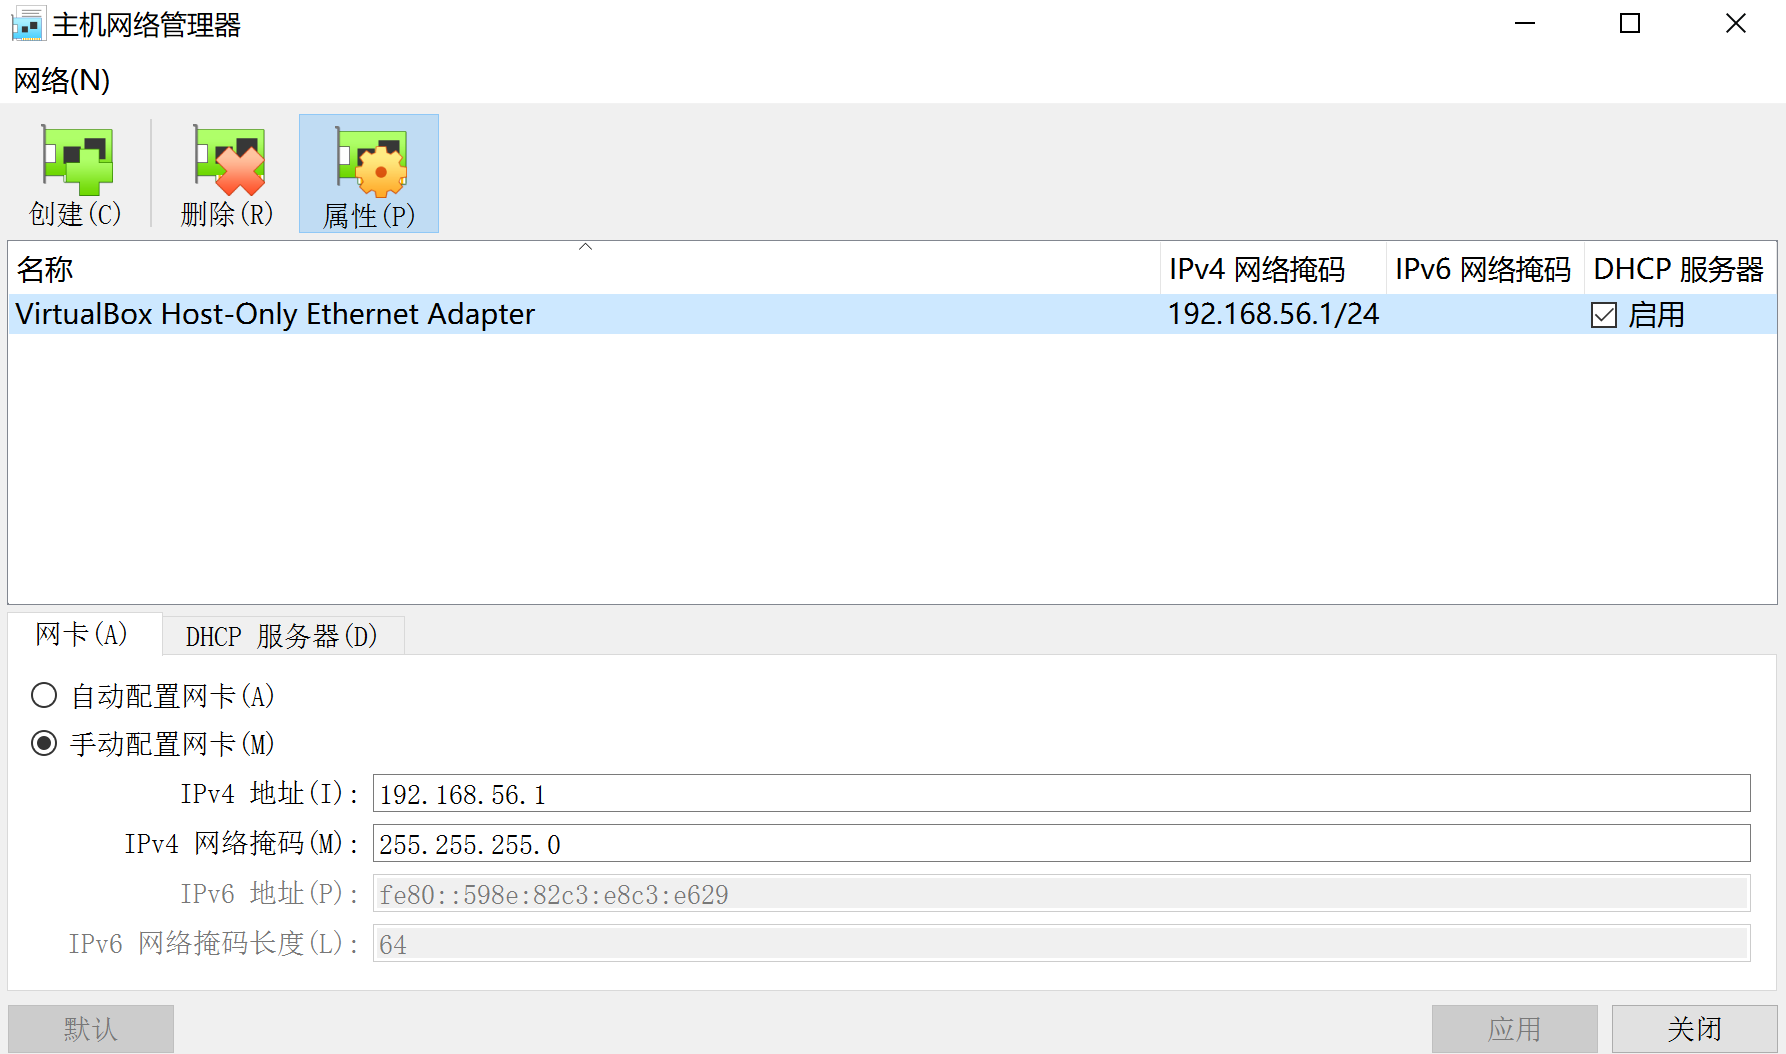 主机网络管理器
网络(N)
创建(C) 删除(R) 属性(P)
名称 IPv4 网络掩码 IPv6 网络掩码 DHCP 服务器
VirtualBox Host-Only Ethernet Adapter 192.168.56.1/24 启用
网卡(A) DHCP 服务器(D)
自动配置网卡(A)
手动配置网卡(M)
IPv4 地址(I): 192.168.56.1
IPv4 网络掩码(M): 255.255.255.0
IPv6 地址(P): fe80::598e:82c3:e8c3:e629
IPv6 网络掩码长度(L): 64
默认 应用 关闭